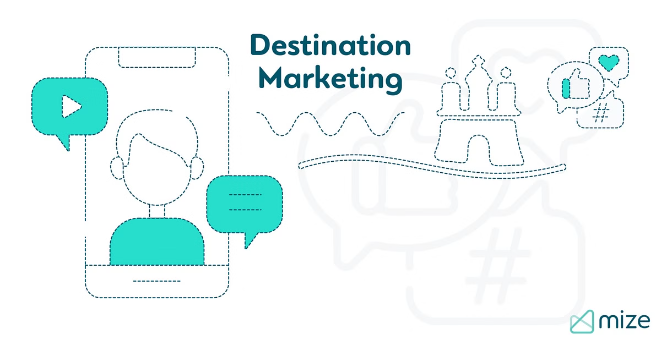 Destination
Marketing
#
#
mize